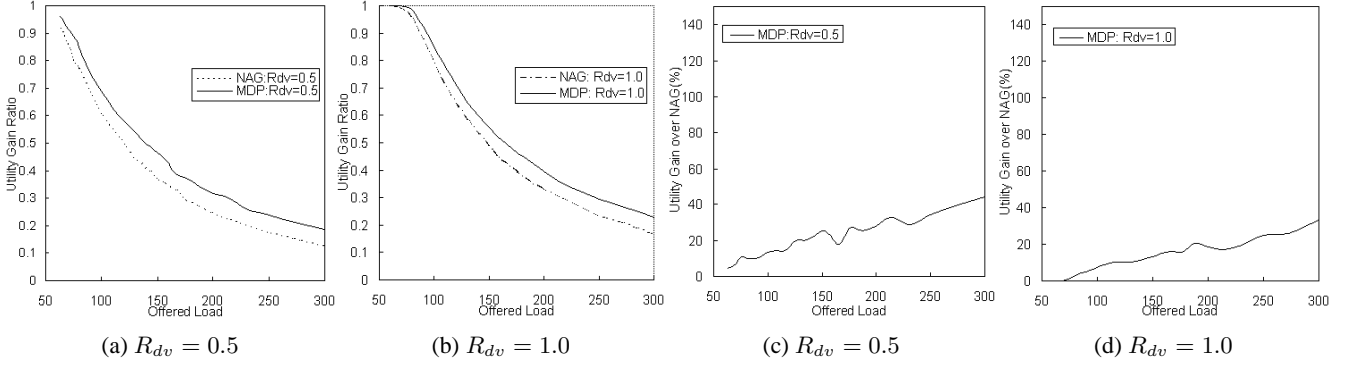 Utility Gain Ratio
1
0.9
0.8
0.7
0.6
0.5
0.4
0.3
0.2
0.1
0
NAG:Rdv=0.5
MDP:Rdv=0.5
50 100 150 200 250 300
Offered Load
(a) R_{dv} = 0.5
Utility Gain Ratio
1
0.9
0.8
0.7
0.6
0.5
0.4
0.3
0.2
0.1
0
NAG: Rdv=1.0
MDP: Rdv=1.0
50 100 150 200 250 300
Offered Load
(b) R_{dv} = 1.0
Utility Gain over NAG(%)
140
120
100
80
60
40
20
0
MDP:Rdv=0.5
50 100 150 200 250 300
Offered Load
(c) R_{dv} = 0.5
Utility Gain over NAG(%)
140
120
100
80
60
40
20
0
MDP: Rdv=1.0
50 100 150 200 250 300
Offered Load
(d) R_{dv} = 1.0